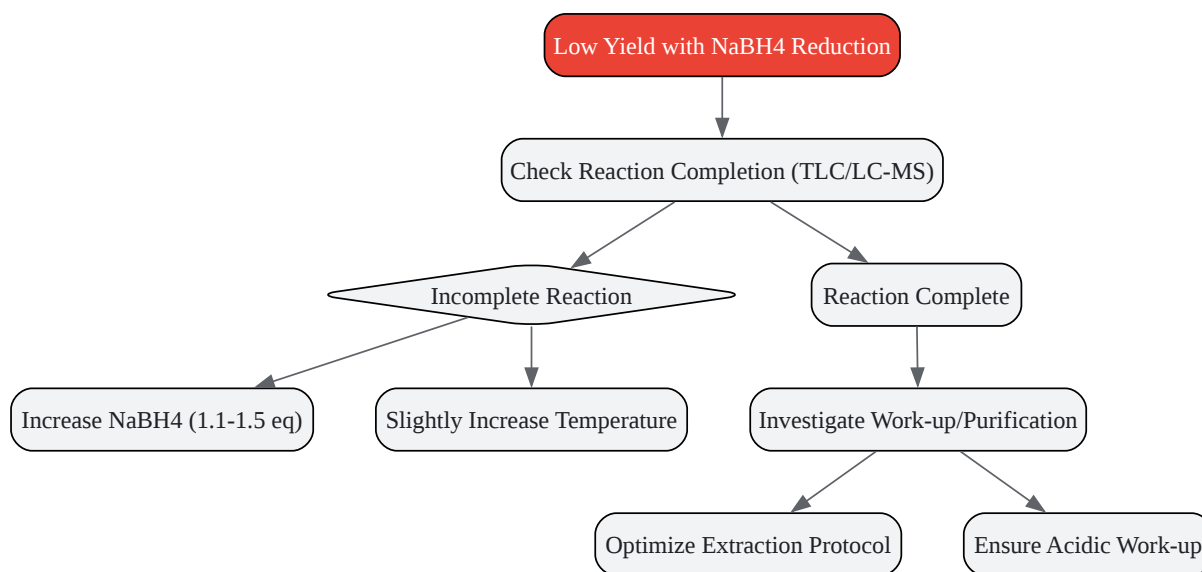 Low Yield with NaBH4 Reduction
Check Reaction Completion (TLC/LC-MS)
Incomplete Reaction
Reaction Complete
Increase NaBH4 (1.1-1.5 eq)
Slightly Increase Temperature
Investigate Work-up/Purification
Optimize Extraction Protocol
Ensure Acidic Work-up